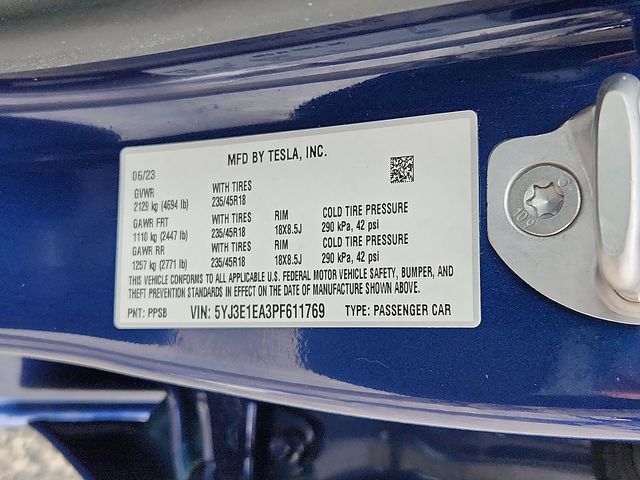 MFD BY TESLA, INC.
06/23
GVWR WITH TIRES
2129 kg (4694 lb) 235/45R18
GAWR FRT WITH TIRES RIM COLD TIRE PRESSURE
1110 kg (2447 lb) 235/45R18 18X8.5J 290 kPa, 42 psi
GAWR RR WITH TIRES RIM COLD TIRE PRESSURE
1257 kg (2771 lb) 235/45R18 18X8.5J 290 kPa, 42 psi
THIS VEHICLE CONFORMS TO ALL APPLICABLE U.S. FEDERAL MOTOR VEHICLE SAFETY, BUMPER, AND
THEFT PREVENTION STANDARDS IN EFFECT ON THE DATE OF MANUFACTURE SHOWN ABOVE.
PNT: PPSB VIN: 5YJ3E1EA3PF611769 TYPE: PASSENGER CAR